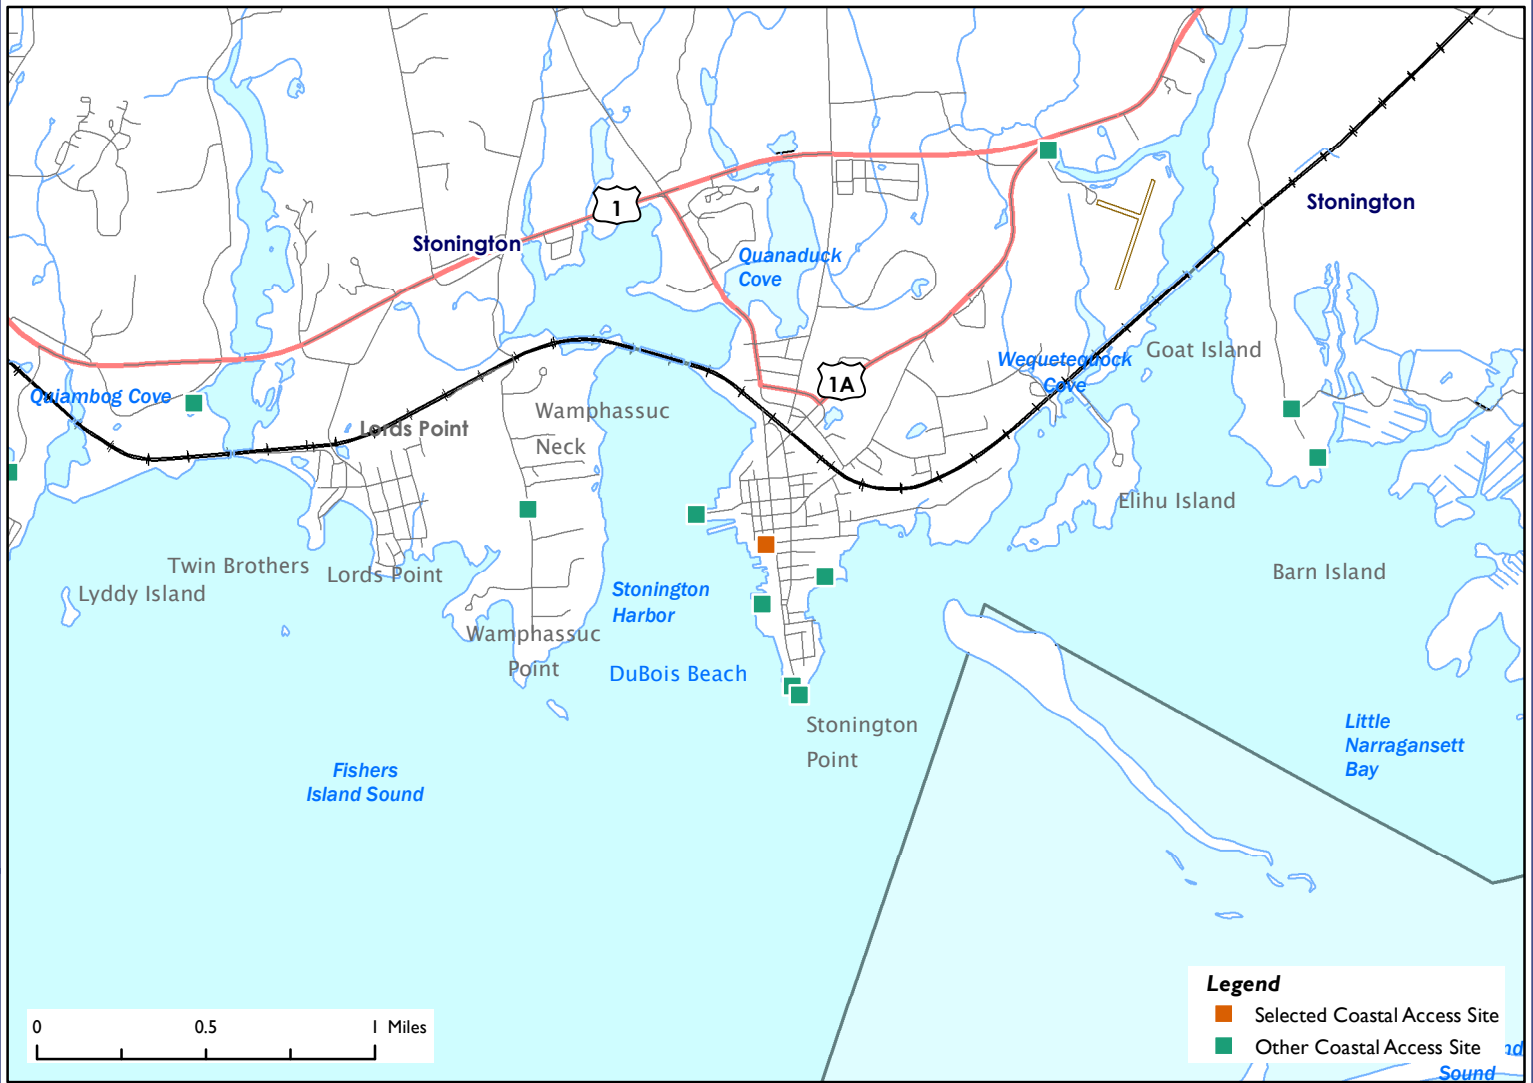 1
Stonington
Stonington
Quanaduck
Cove
Goat Island
Wequetequock
Cove
1A
Quiambog Cove
Lords Point
Wamphassuc
Neck
Elihu Island
Twin Brothers
Lords Point
Lyddy Island
Barn Island
Stonington
Harbor
Wamphassuc
Point
DuBois Beach
Stonington
Point
Little
Narragansett
Bay
Fishers
Island Sound
Legend
Selected Coastal Access Site
Other Coastal Access Site
nd
Sound
0 0.5 1 Miles